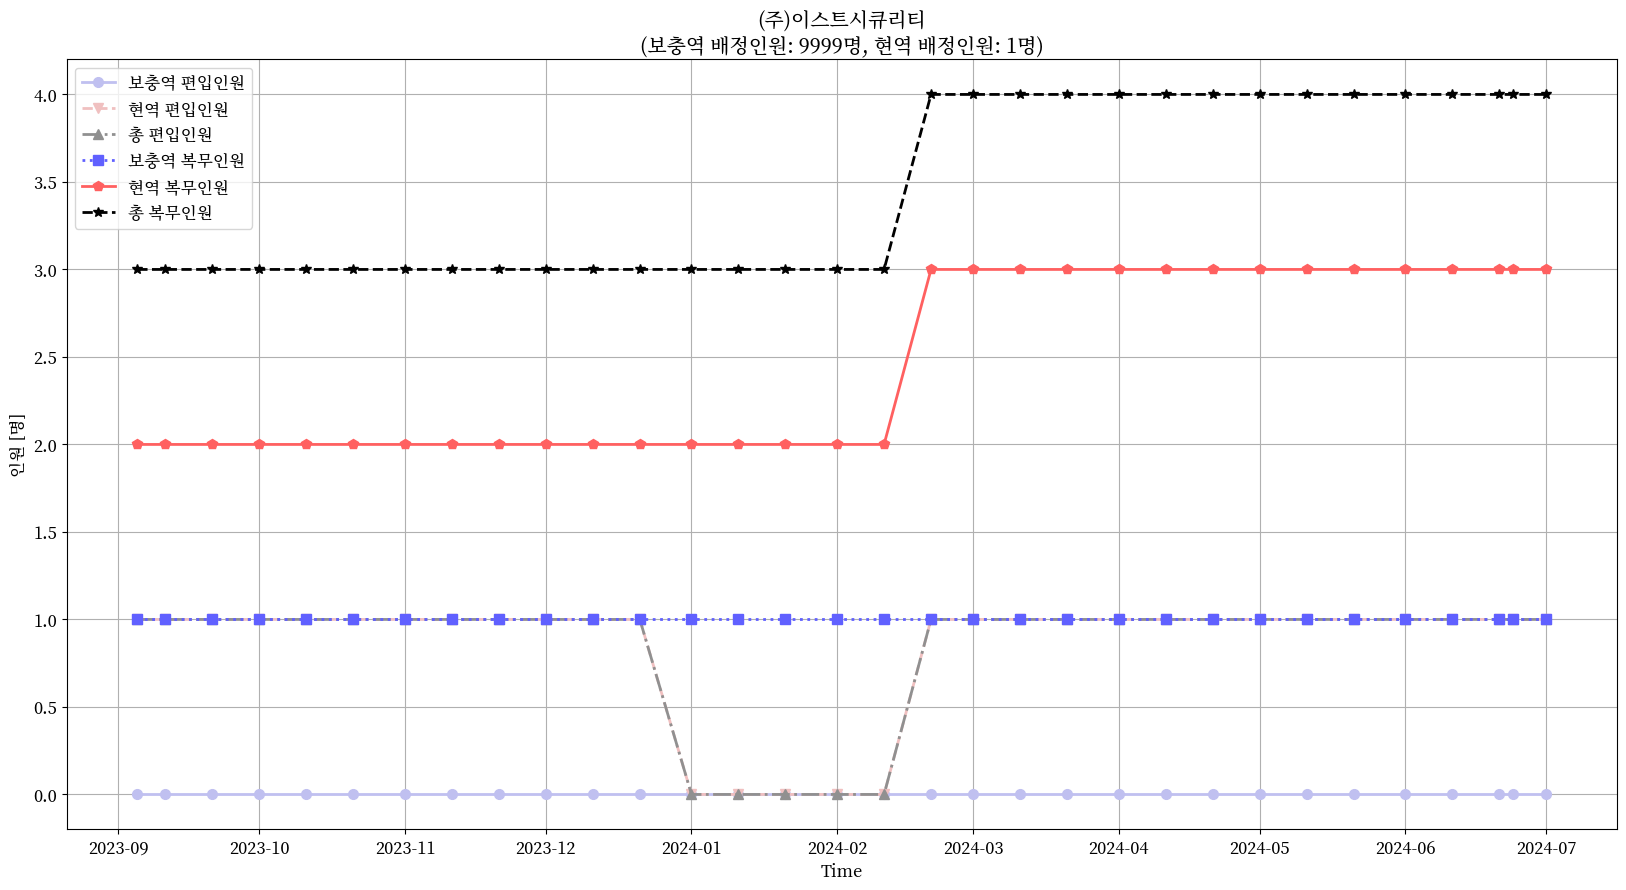 (주)이스트시큐리티
(보충역 배정인원: 9999명, 현역 배정인원: 1명)
보충역 편입인원
현역 편입인원
총 편입인원
보충역 복무인원
현역 복무인원
총 복무인원
4.0
3.5
3.0
2.5
2.0
1.5
1.0
0.5
0.0
인원 [명]
2023-09 2023-10 2023-11 2023-12 2024-01 2024-02 2024-03 2024-04 2024-05 2024-06 2024-07
Time